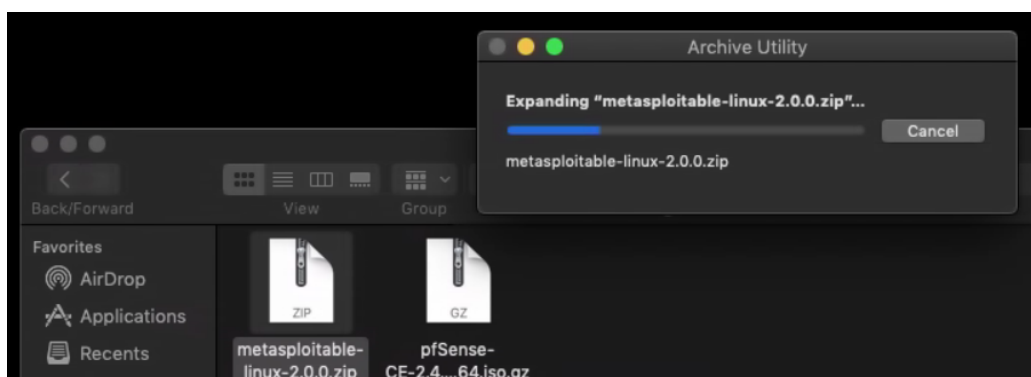 Archive Utility
Expanding “metasploitable-linux-2.0.0.zip”...
Cancel
metasploitable-linux-2.0.0.zip
Back/Forward
View
Group
Favorites
AirDrop
Applications
Recents
ZIP
GZ
metasploitable-
linux-2.0.0.zip
pfSense-
CE-2.4....64.iso.gz